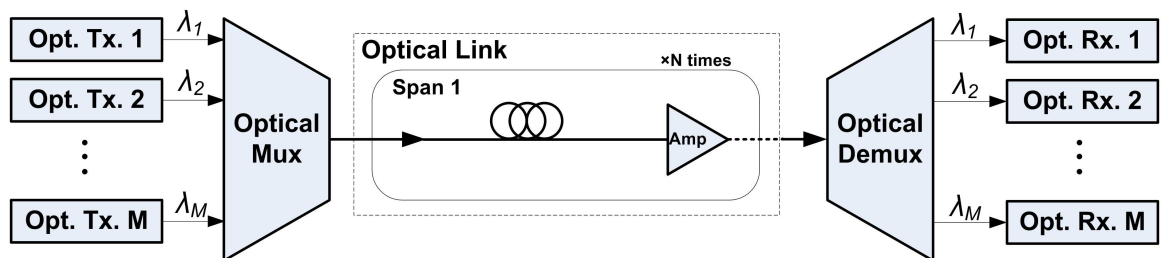 Opt. Tx. 1
λ1
Opt. Tx. 2
λ2
Opt. Tx. M
λM
Optical
Mux
Optical Link
×N times
Span 1
Amp
Optical
Demux
λ1
Opt. Rx. 1
λ2
Opt. Rx. 2
λM
Opt. Rx. M